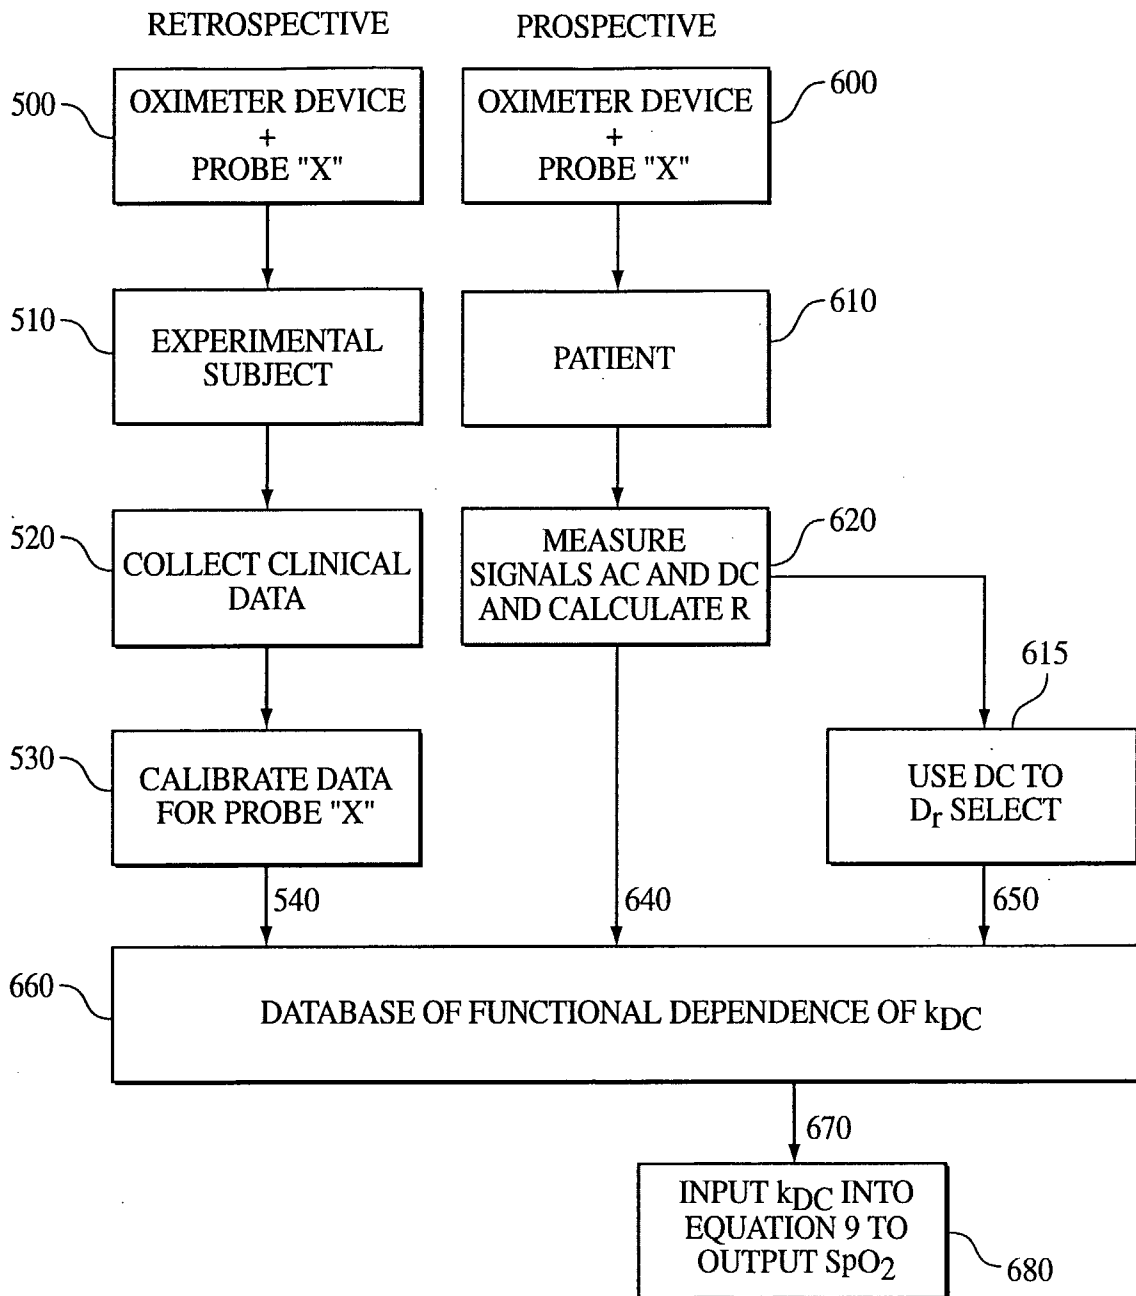 RETROSPECTIVE
PROSPECTIVE
500
OXIMETER DEVICE
+
PROBE "X"
600
OXIMETER DEVICE
+
PROBE "X"
510
EXPERIMENTAL
SUBJECT
610
PATIENT
520
COLLECT CLINICAL
DATA
620
MEASURE
SIGNALS AC AND DC
AND CALCULATE R
530
CALIBRATE DATA
FOR PROBE "X"
615
USE DC TO
Dr SELECT
540
640
650
660
DATABASE OF FUNCTIONAL DEPENDENCE OF kDC
670
INPUT kDC INTO
EQUATION 9 TO
OUTPUT SpO2
680